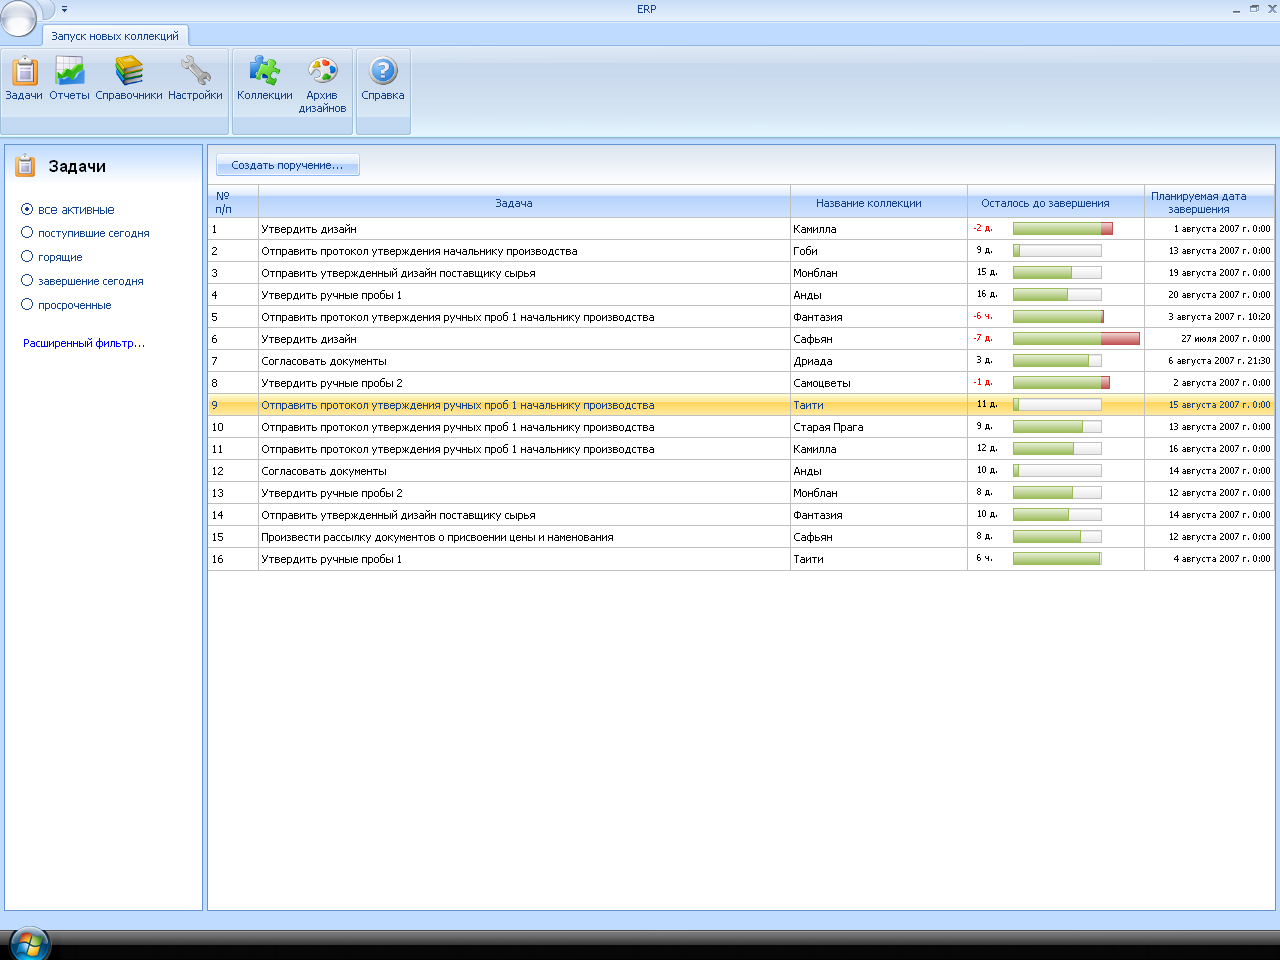 ERP
Запуск новых коллекций
Задачи
Отчеты
Справочники
Настройки
Коллекции
Архив
дизайнов
Справка
Задачи
все активные
поступившие сегодня
горящие
завершение сегодня
просроченные
Расширенный фильтр...
Создать поручение...
№
п/п
Задача
Название коллекции
Осталось до завершения
Планируемая дата
завершения
1 Утвердить дизайн Камилла -2 д. 1 августа 2007 г. 0:00
2 Отправить протокол утверждения начальнику производства Гоби 9 д. 13 августа 2007 г. 0:00
3 Отправить утвержденный дизайн поставщику сырья Монблан 15 д. 19 августа 2007 г. 0:00
4 Утвердить ручные пробы 1 Анды 16 д. 20 августа 2007 г. 0:00
5 Отправить протокол утверждения ручных проб 1 начальнику производства Фантазия -6 ч. 3 августа 2007 г. 10:20
6 Утвердить дизайн Сафьян -7 д. 27 июля 2007 г. 0:00
7 Согласовать документы Дриада 3 д. 6 августа 2007 г. 21:30
8 Утвердить ручные пробы 2 Самоцветы -1 д. 2 августа 2007 г. 0:00
9 Отправить протокол утверждения ручных проб 1 начальнику производства Таити 11 д. 15 августа 2007 г. 0:00
10 Отправить протокол утверждения ручных проб 1 начальнику производства Старая Прага 9 д. 13 августа 2007 г. 0:00
11 Отправить протокол утверждения ручных проб 1 начальнику производства Камилла 12 д. 16 августа 2007 г. 0:00
12 Согласовать документы Анды 10 д. 14 августа 2007 г. 0:00
13 Утвердить ручные пробы 2 Монблан 8 д. 12 августа 2007 г. 0:00
14 Отправить утвержденный дизайн поставщику сырья Фантазия 10 д. 14 августа 2007 г. 0:00
15 Произвести рассылку документов о присвоении цены и наменования Сафьян 8 д. 12 августа 2007 г. 0:00
16 Утвердить ручные пробы 1 Таити 6 ч. 4 августа 2007 г. 0:00